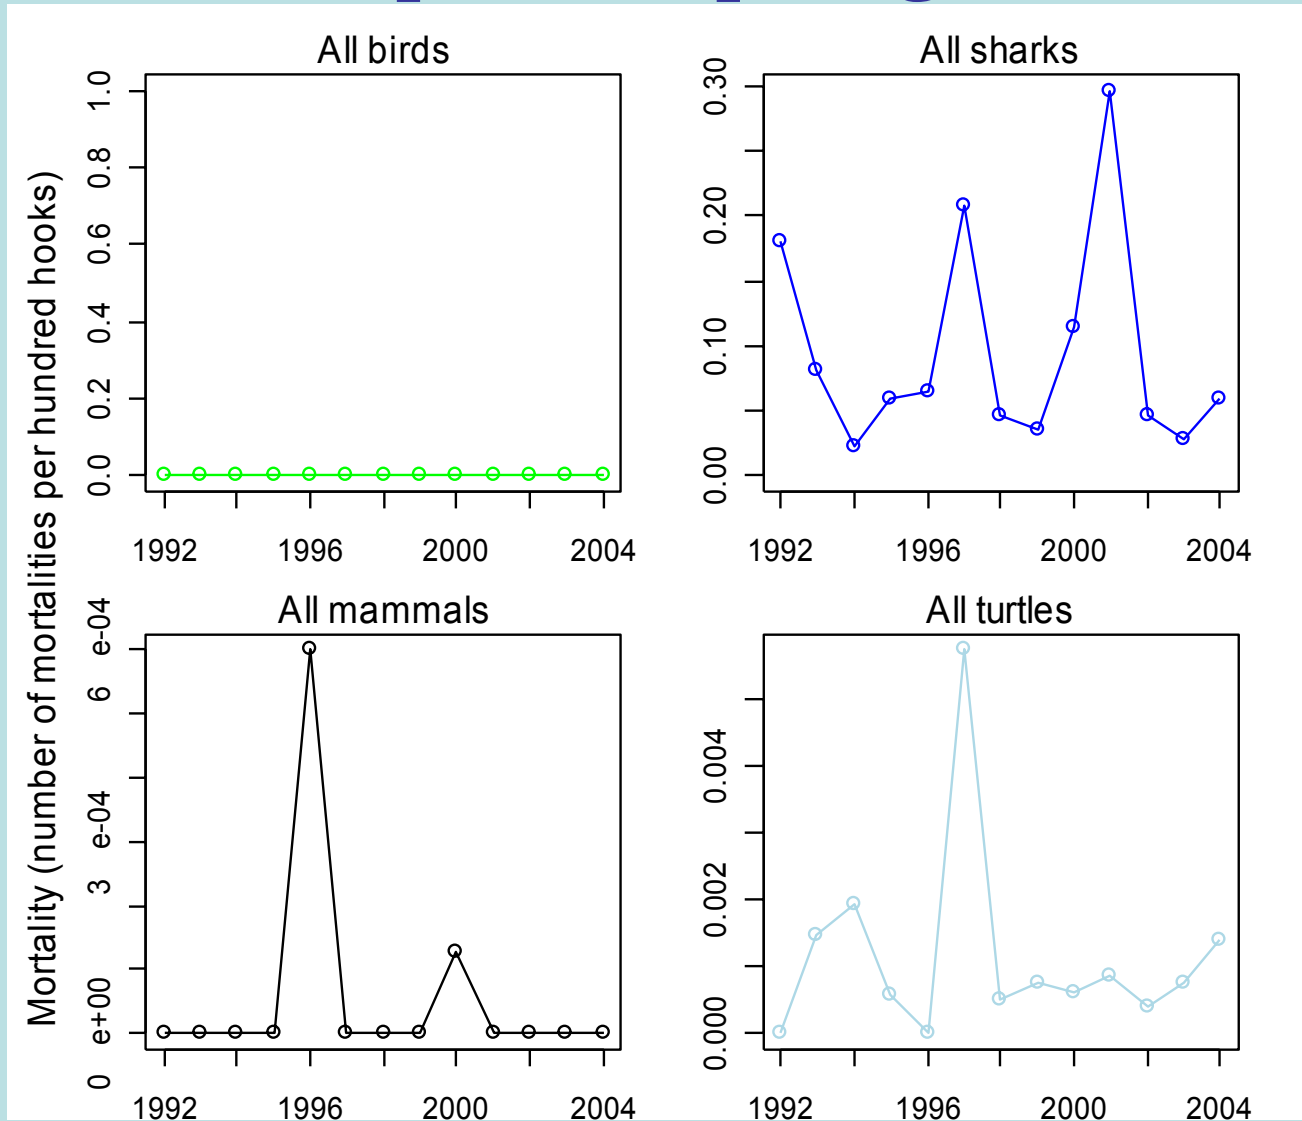 All birds
All sharks
Mortality (number of mortalities per hundred hooks)
1.0
0.8
0.6
0.4
0.2
0.0
1992 1996 2000 2004
0.30
0.20
0.10
0.00
1992 1996 2000 2004
All mammals
All turtles
6 e-04
3 e-04
0 e+00
1992 1996 2000 2004
0.004
0.002
0.000
1992 1996 2000 2004